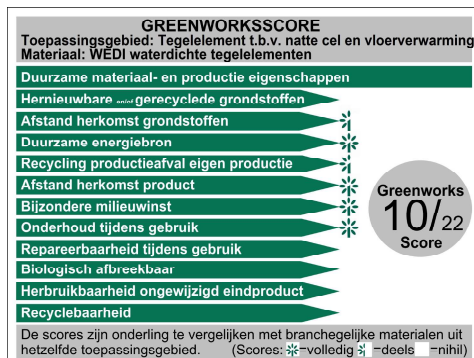 GREENWORKSSCORE
Toepassingsgebied: Tegelelement t.b.v. natte cel en vloerverwarming
Materiaal: WEDI waterdichte tegelelementen
Duurzame materiaal- en productie eigenschappen
Hernieuwbare en/of gerecyclede grondstoffen
Afstand herkomst grondstoffen
Duurzame energiebron
Recycling productieafval eigen productie
Afstand herkomst product
Bijzondere milieuwinst
Onderhoud tijdens gebruik
Repareerbaarheid tijdens gebruik
Biologisch afbreekbaar
Herbruikbaarheid ongewijzigd eindproduct
Recyclebaarheid
Greenworks
10/22
Score
De scores zijn onderling te vergelijken met branchegelijke materialen uit
hetzelfde toepassingsgebied. (Scores: =volledig =deels =nihil)